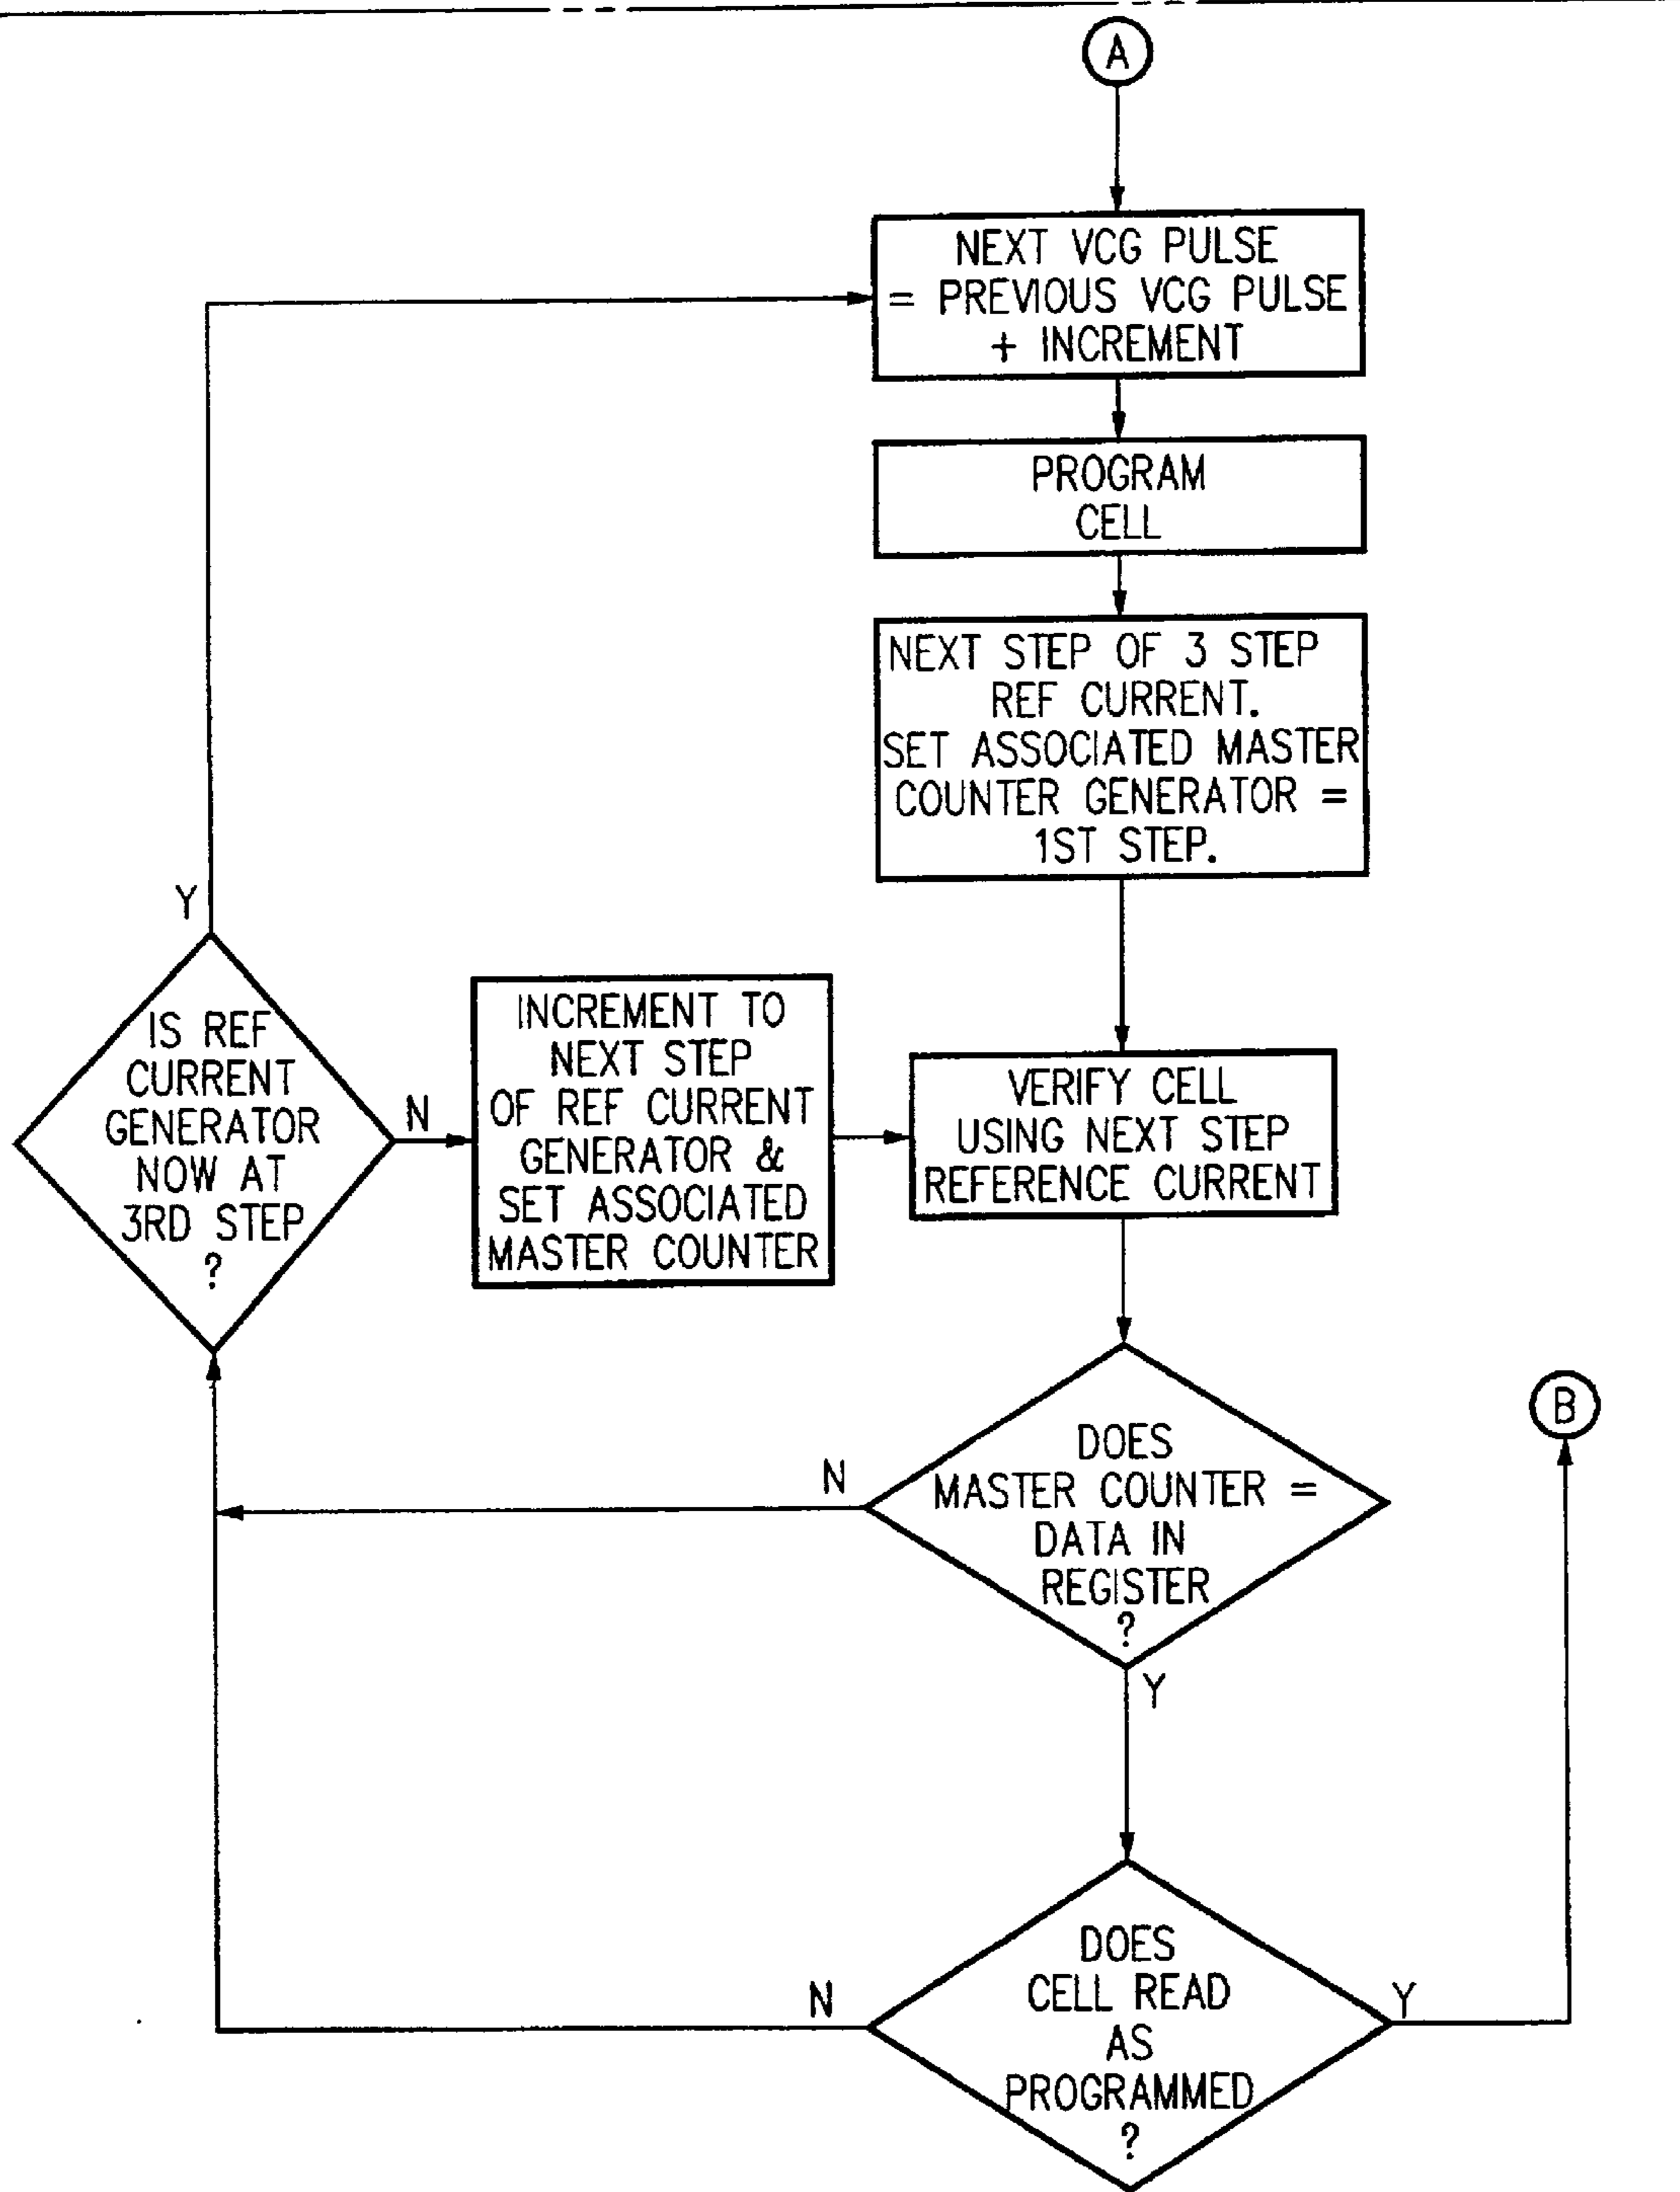 A
NEXT VCG PULSE
= PREVIOUS VCG PULSE
+ INCREMENT
PROGRAM
CELL
NEXT STEP OF 3 STEP
REF CURRENT.
SET ASSOCIATED MASTER
COUNTER GENERATOR =
1ST STEP.
Y
IS REF
CURRENT
GENERATOR
NOW AT
3RD STEP
?
N
INCREMENT TO
NEXT STEP
OF REF CURRENT
GENERATOR &
SET ASSOCIATED
MASTER COUNTER
VERIFY CELL
USING NEXT STEP
REFERENCE CURRENT
B
N
DOES
MASTER COUNTER =
DATA IN
REGISTER
?
Y
N
DOES
CELL READ
AS
PROGRAMMED
?
Y